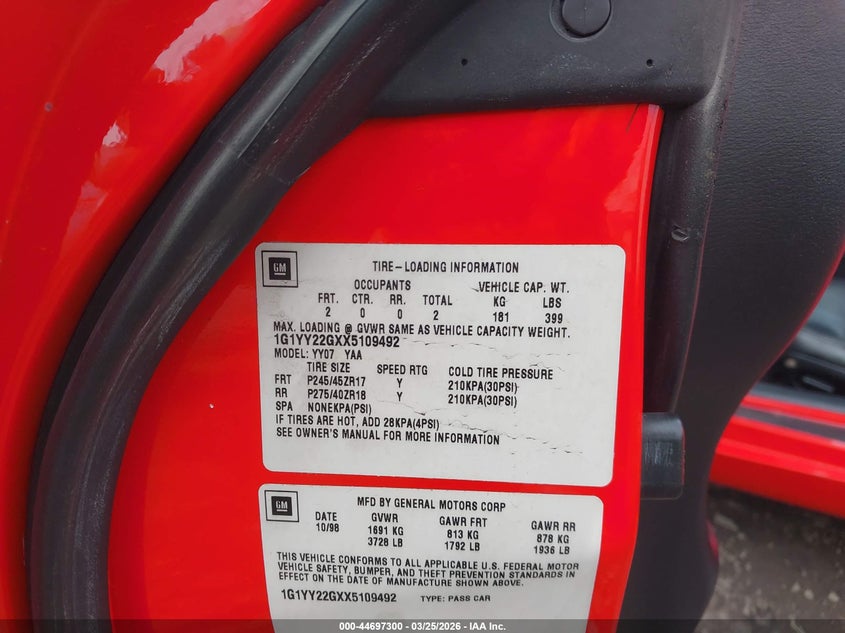 GM
TIRE-LOADING INFORMATION
OCCUPANTS VEHICLE CAP. WT.
FRT. CTR. RR. TOTAL KG LBS
2 0 0 2 181 399
MAX. LOADING @ GVWR SAME AS VEHICLE CAPACITY WEIGHT.
1G1YY22GXX5109492
MODEL: YY07 YAA
TIRE SIZE SPEED RTG COLD TIRE PRESSURE
FRT P245/45ZR17 Y 210KPA(30PSI)
RR P275/40ZR18 Y 210KPA(30PSI)
SPA NONEKPA(PSI)
IF TIRES ARE HOT, ADD 28KPA(4PSI)
SEE OWNER'S MANUAL FOR MORE INFORMATION
GM
MFD BY GENERAL MOTORS CORP
DATE GVWR GAWR FRT GAWR RR
10/98 1691 KG 813 KG 878 KG
3728 LB 1792 LB 1936 LB
THIS VEHICLE CONFORMS TO ALL APPLICABLE U.S. FEDERAL MOTOR
VEHICLE SAFETY, BUMPER, AND THEFT PREVENTION STANDARDS IN
EFFECT ON THE DATE OF MANUFACTURE SHOWN ABOVE.
1G1YY22GXX5109492 TYPE: PASS CAR
000-44697300 - 03/25/2026 - IAA Inc.